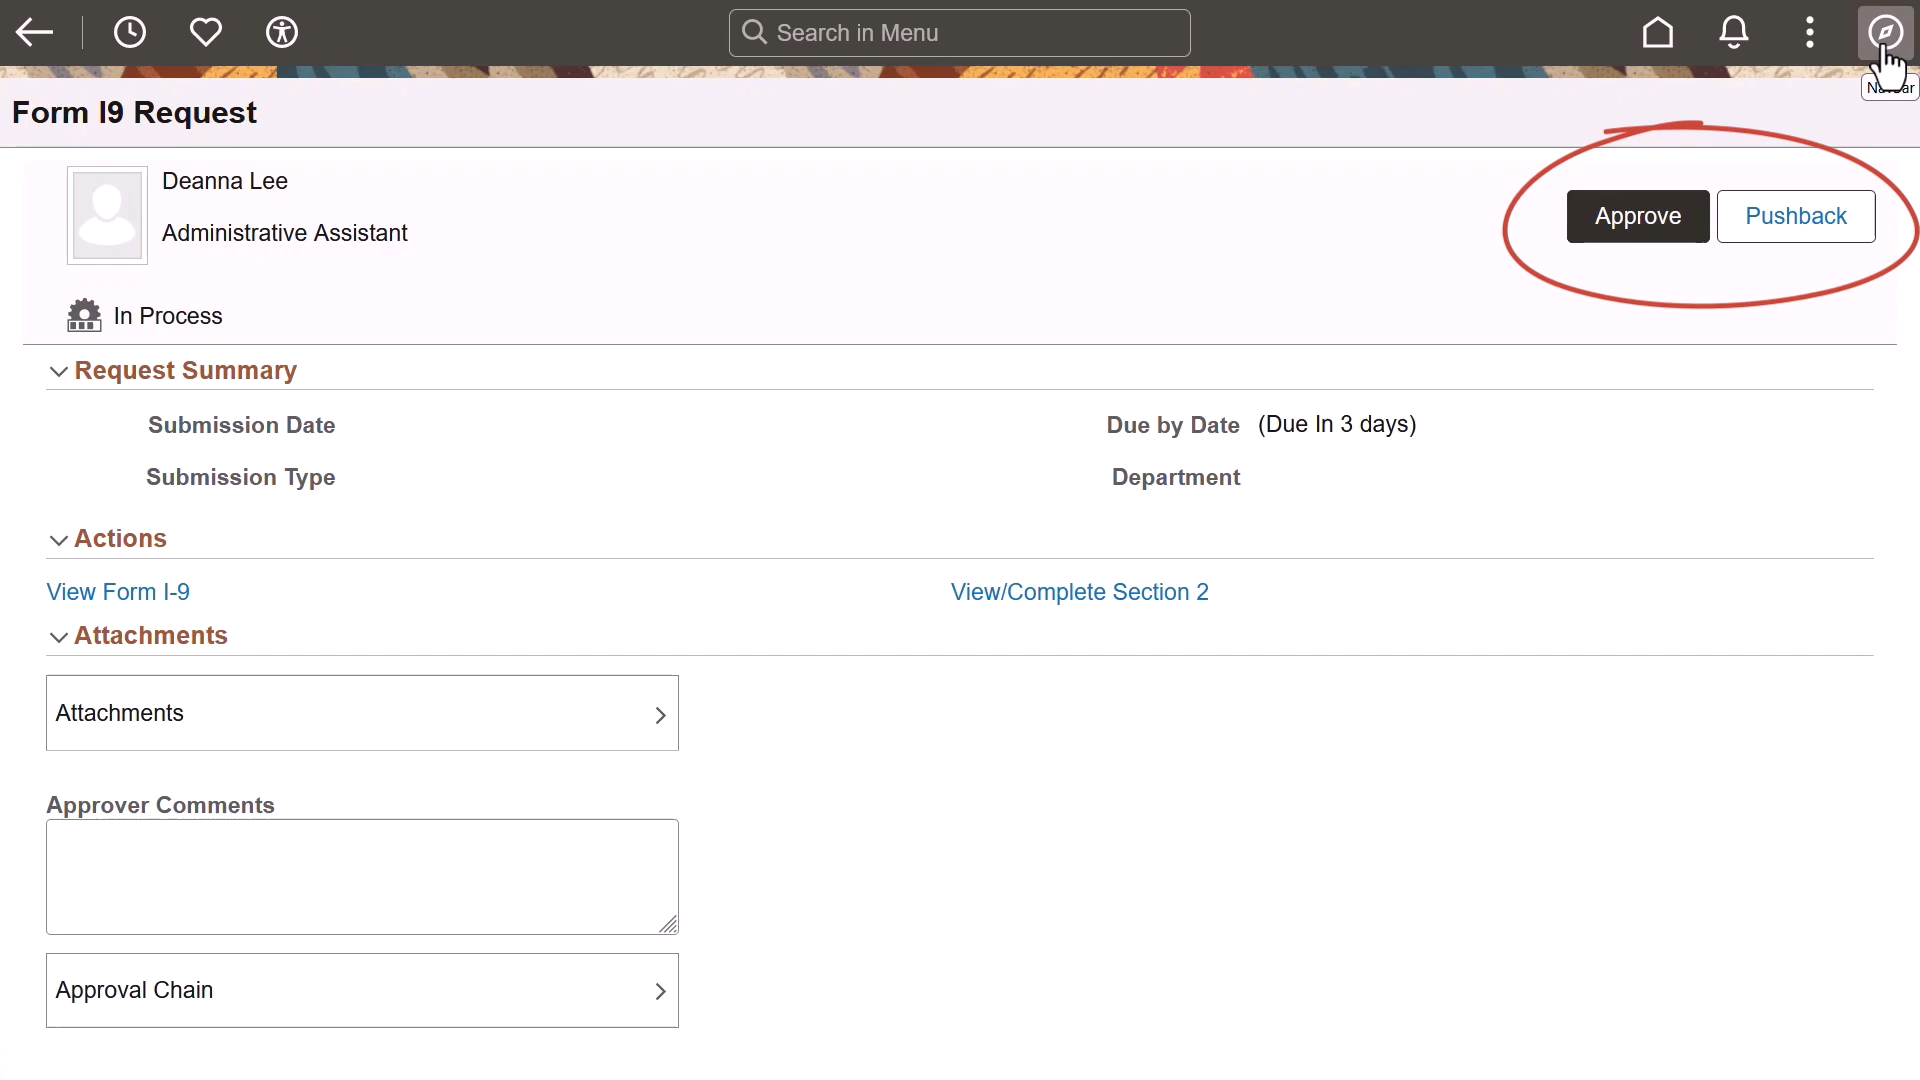 Search in Menu
Form I9 Request
Deanna Lee
Approve
Pushback
Administrative Assistant
In Process
Request Summary
Submission Date
Due by Date (Due In 3 days)
Submission Type
Department
Actions
View Form I-9
View/Complete Section 2
Attachments
Attachments
Approver Comments
Approval Chain